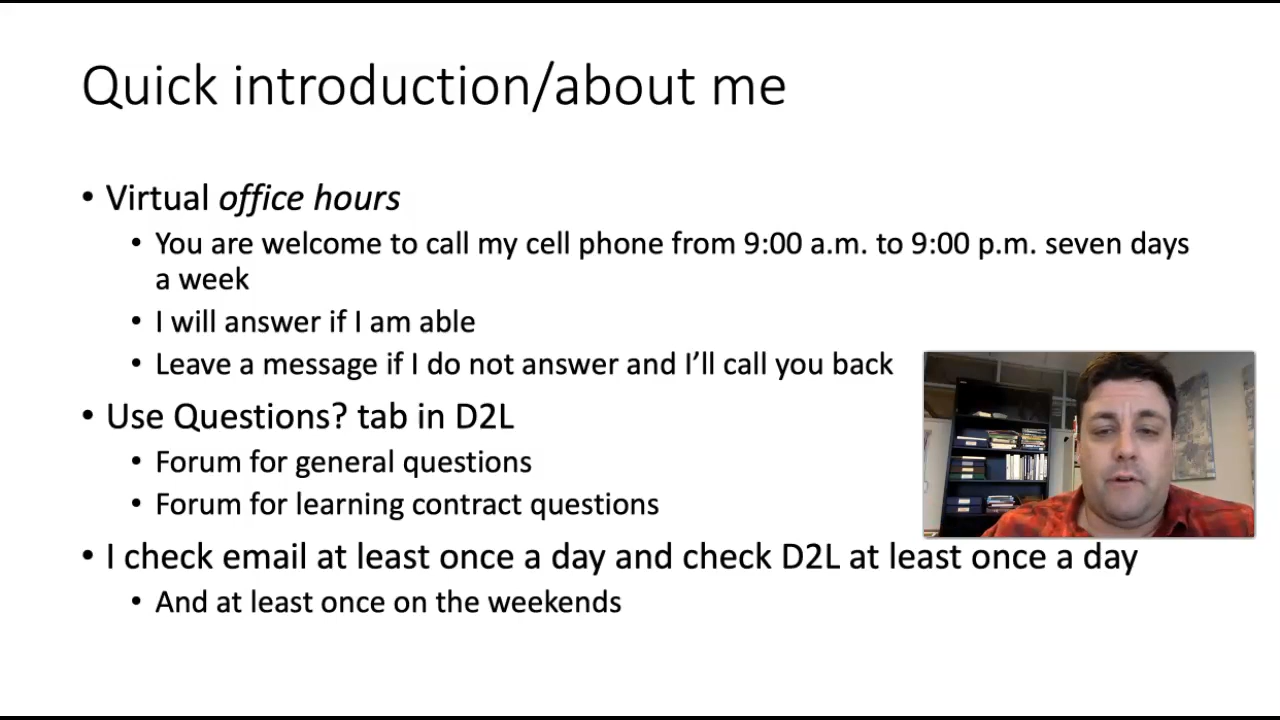 Quick introduction/about me
• Virtual office hours
• You are welcome to call my cell phone from 9:00 a.m. to 9:00 p.m. seven days
a week
• I will answer if I am able
• Leave a message if I do not answer and I’ll call you back
• Use Questions? tab in D2L
• Forum for general questions
• Forum for learning contract questions
• I check email at least once a day and check D2L at least once a day
• And at least once on the weekends